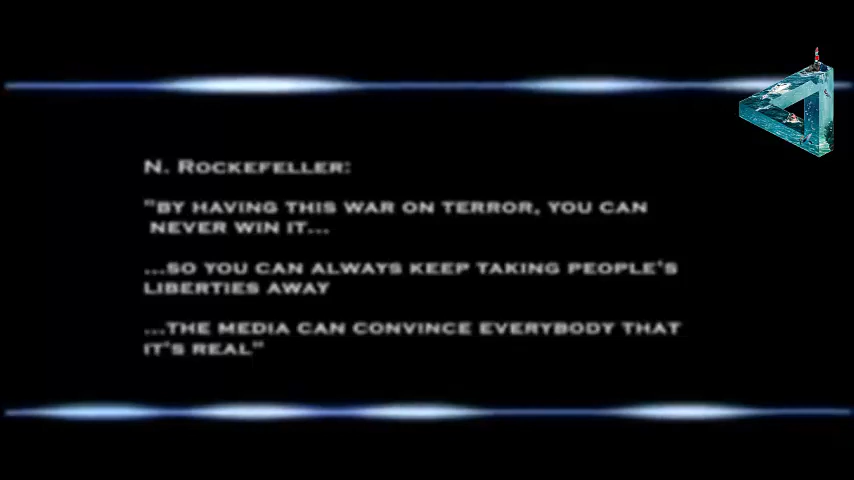 N. ROCKEFELLER:
"BY HAVING THIS WAR ON TERROR, YOU CAN
NEVER WIN IT...
...SO YOU CAN ALWAYS KEEP TAKING PEOPLE'S
LIBERTIES AWAY
...THE MEDIA CAN CONVINCE EVERYBODY THAT
IT'S REAL"